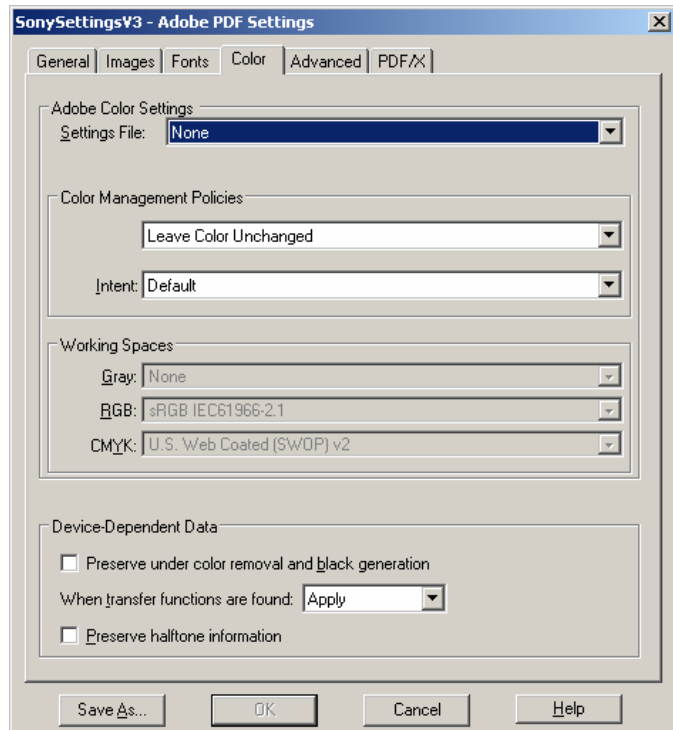 SonySettingsV3 - Adobe PDF Settings
General Images Fonts Color Advanced PDF/X
Adobe Color Settings
Settings File: None
Color Management Policies
Leave Color Unchanged
Intent: Default
Working Spaces
Gray: None
RGB: sRGB IEC61966-2.1
CMYK: U.S. Web Coated (SWOP) v2
Device-Dependent Data
Preserve under color removal and black generation
When transfer functions are found: Apply
Preserve halftone information
Save As... OK Cancel Help